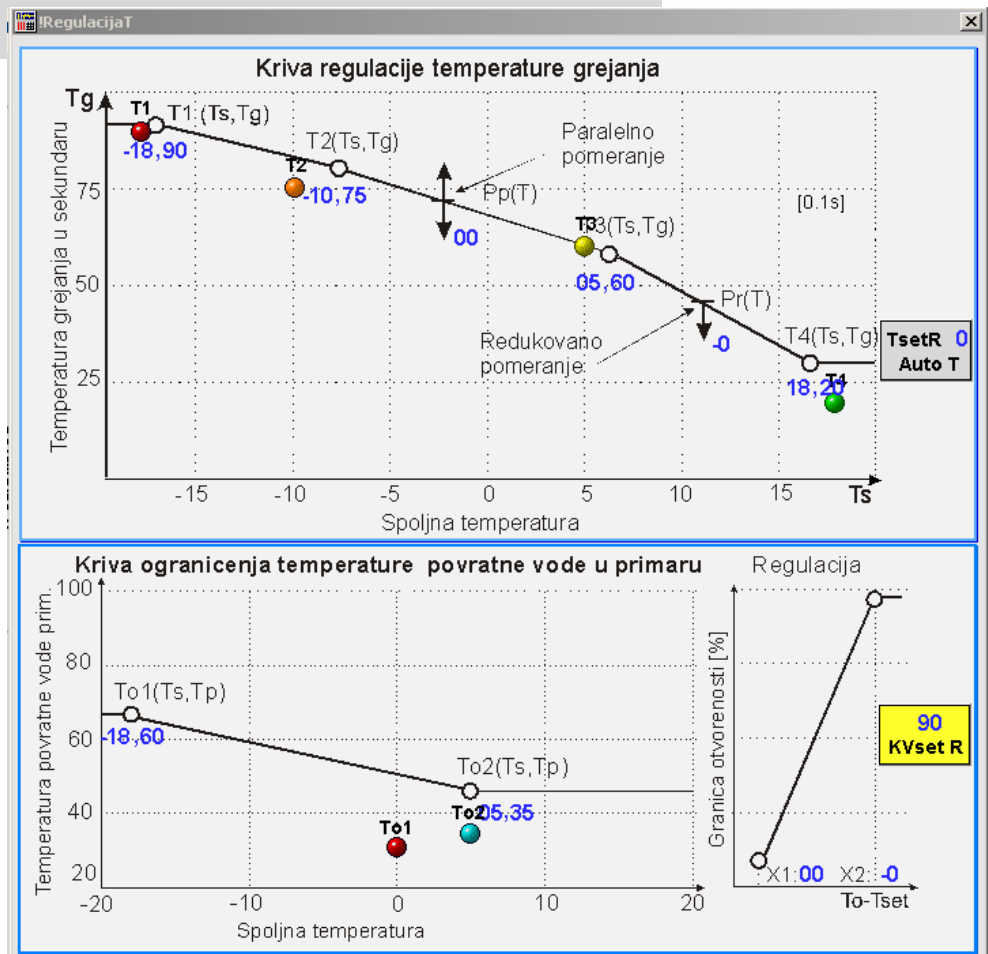 !RegulacijaT
Kriva regulacije temperature grejanja
Tg
T1
T1 (Ts,Tg)
-18,90
T2(Ts,Tg)
T2
-10,75
Paralelno
pomeranje
Pp(T)
00
[0.1s]
T3
3(Ts,Tg)
05,60
Pr(T)
-0
Redukovano
pomeranje
T4(Ts,Tg)
18,20
TsetR 0
Auto T
75
50
25
Temperatura grejanja u sekundaru
-15 -10 -5 0 5 10 15 Ts
Spoljna temperatura
Kriva ogranicenja temperature povratne vode u primaru
100
80
60
40
20
Temperatura povratne vode prim.
To1(Ts,Tp)
-18,60
To2(Ts,Tp)
To2
05,35
To1
-20 -10 0 10 20
Spoljna temperatura
Regulacija
Granica otvorenosti [%]
X1:00 X2: -0
To-Tset
90
KVset R